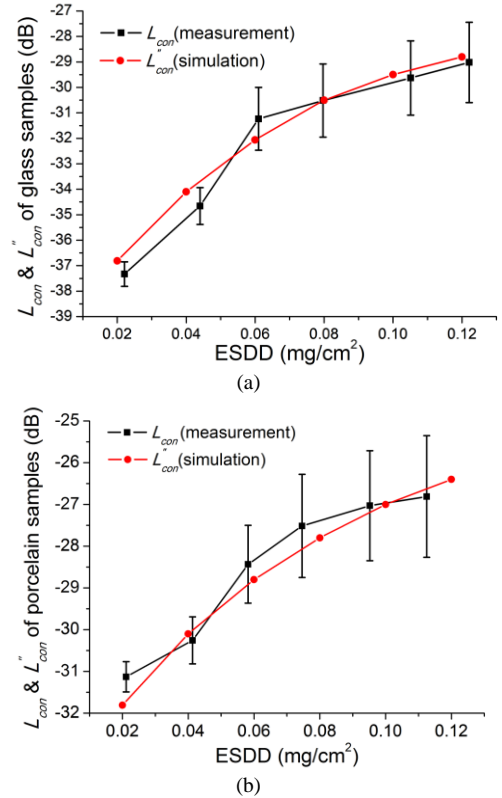 -26
-27
-28
-29
-30
-31
-32
-33
-34
-35
-36
-37
-38
L_con & L''_con of glass samples (dB)
L_con (measurement)
L''_con (simulation)
0.02 0.04 0.06 0.08 0.10 0.12
ESDD (mg/cm²)
(a)
-25
-26
-27
-28
-29
-30
-31
-32
L_con & L''_con of porcelain samples (dB)
L_con (measurement)
L''_con (simulation)
0.02 0.04 0.06 0.08 0.10 0.12
ESDD (mg/cm²)
(b)